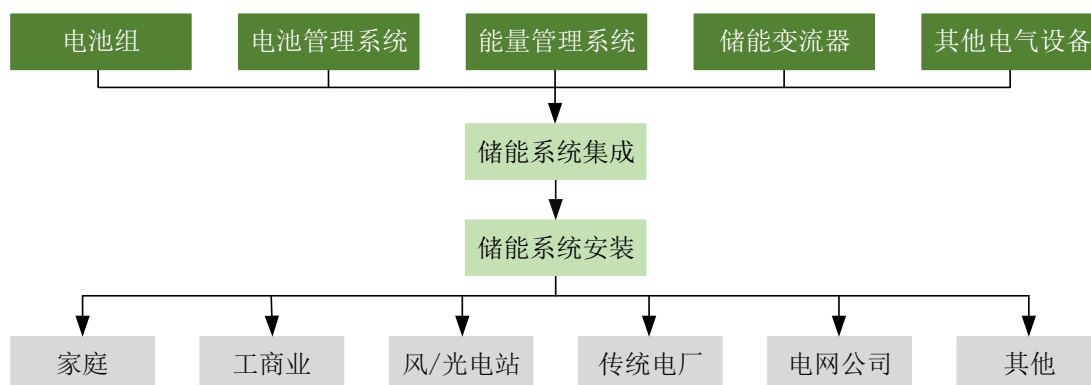 电池组
电池管理系统
能量管理系统
储能变流器
其他电气设备
储能系统集成
储能系统安装
家庭
工商业
风/光电站
传统电厂
电网公司
其他